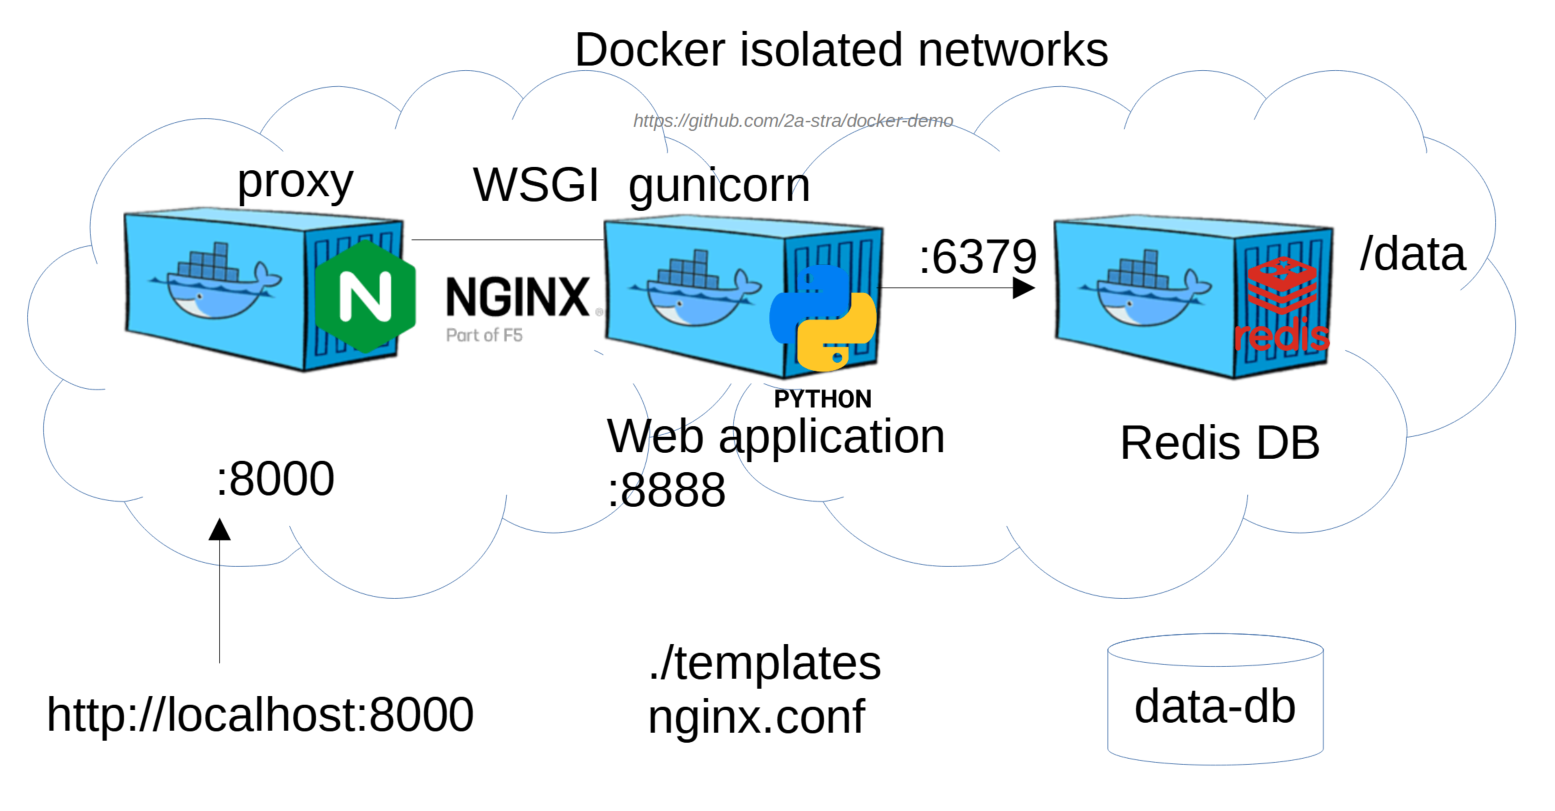 Docker isolated networks
https://github.com/2a-stra/docker-demo
proxy
WSGI gunicorn
:6379
/data
N
NGINX
®
Part of F5
redis
PYTHON
Web application
:8888
Redis DB
:8000
http://localhost:8000
./templates
nginx.conf
data-db